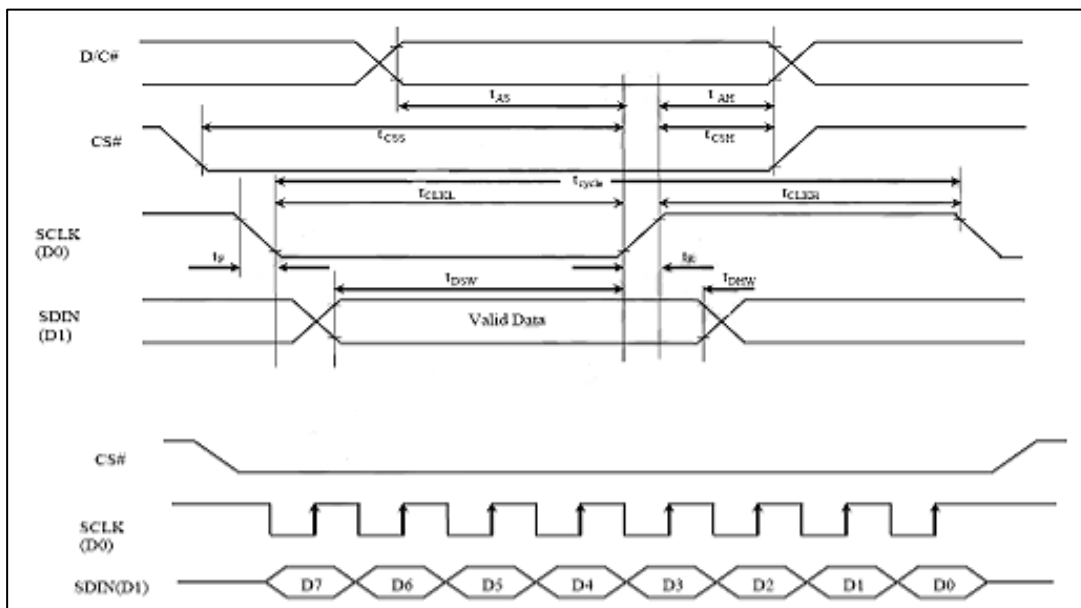 D/C#
tAS
tAH
CS#
tCSS
tCSH
tcycle
tCLKL
tCLKH
SCLK
(D0)
tF
tR
tDSW
tDHW
SDIN
(D1)
Valid Data
CS#
SCLK
(D0)
SDIN(D1)
D7 D6 D5 D4 D3 D2 D1 D0